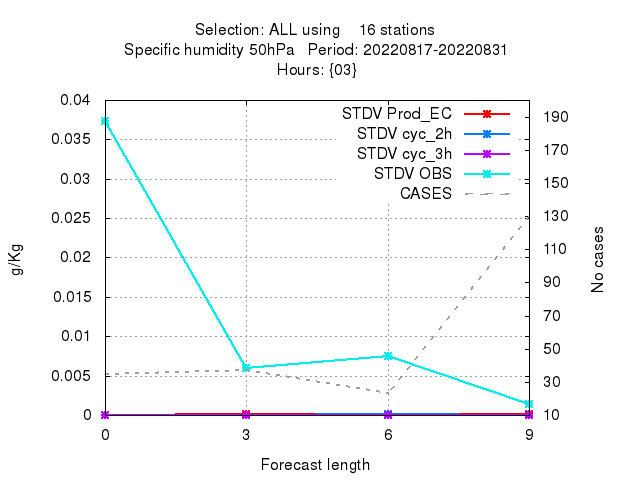 Selection: ALL using 16 stations
Specific humidity 50hPa Period: 20220817-20220831
Hours: {03}
STDV Prod_EC
STDV cyc_2h
STDV cyc_3h
STDV OBS
CASES
0.04
0.035
0.03
0.025
0.02
0.015
0.01
0.005
0
g/Kg
190
170
150
130
110
90
70
50
30
10
No cases
0 3 6 9
Forecast length